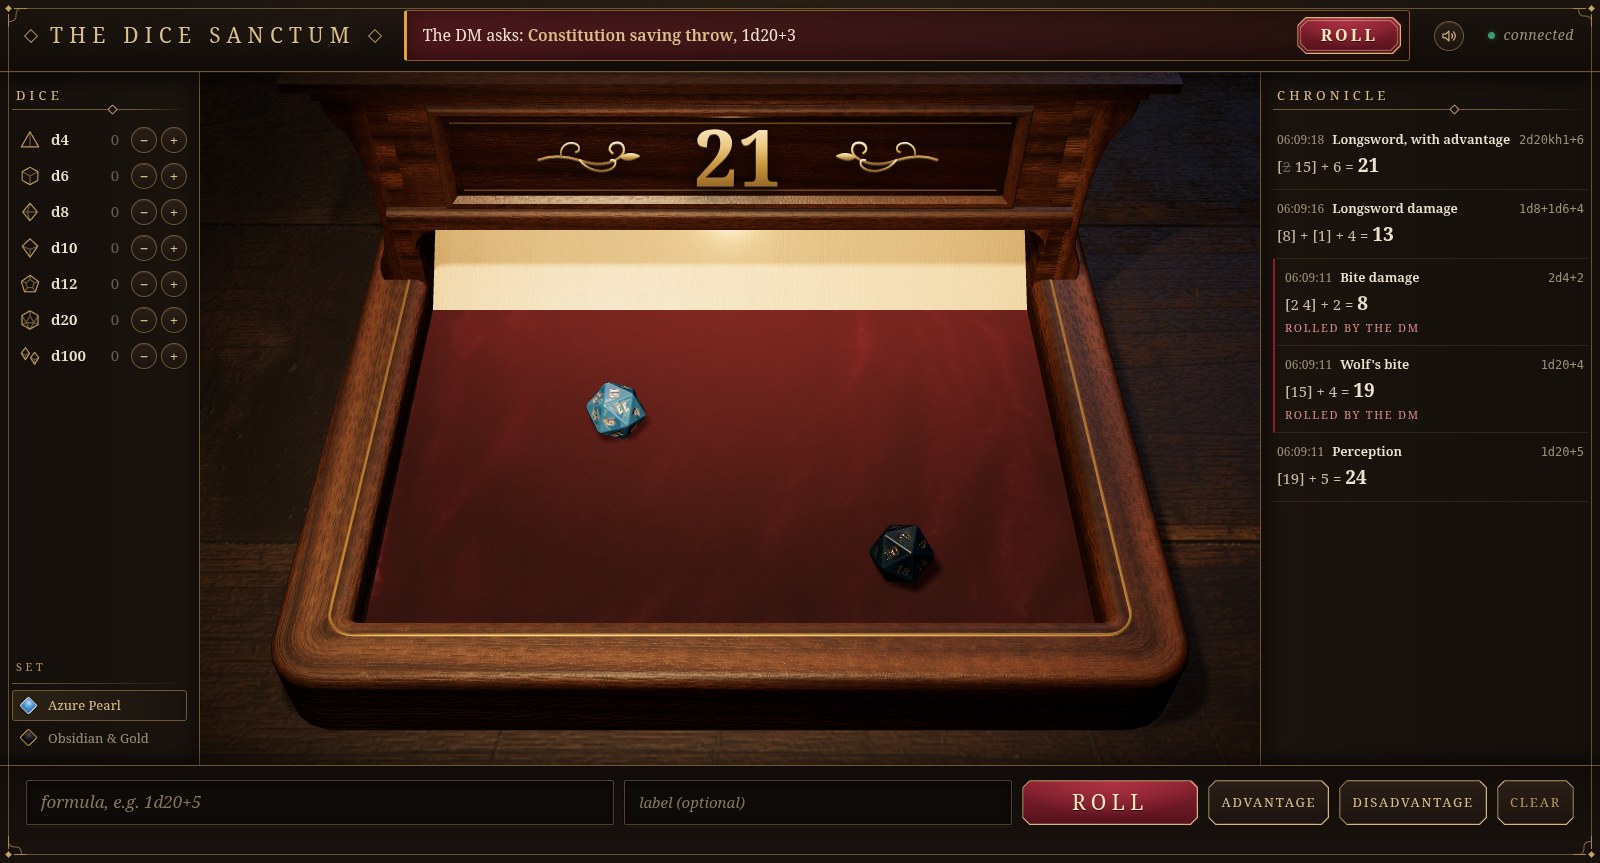 THE DICE SANCTUM
The DM asks: Constitution saving throw, 1d20+3
ROLL
connected
DICE
d4 0 − +
d6 0 − +
d8 0 − +
d10 0 − +
d12 0 − +
d20 0 − +
d100 0 − +
SET
Azure Pearl
Obsidian & Gold
21
15
CHRONICLE
06:09:18 Longsword, with advantage 2d20kh1+6
[2 15] + 6 = 21
06:09:16 Longsword damage 1d8+1d6+4
[8] + [1] + 4 = 13
06:09:11 Bite damage 2d4+2
[2 4] + 2 = 8
ROLLED BY THE DM
06:09:11 Wolf's bite 1d20+4
[15] + 4 = 19
ROLLED BY THE DM
06:09:11 Perception 1d20+5
[19] + 5 = 24
formula, e.g. 1d20+5
label (optional)
ROLL
ADVANTAGE
DISADVANTAGE
CLEAR